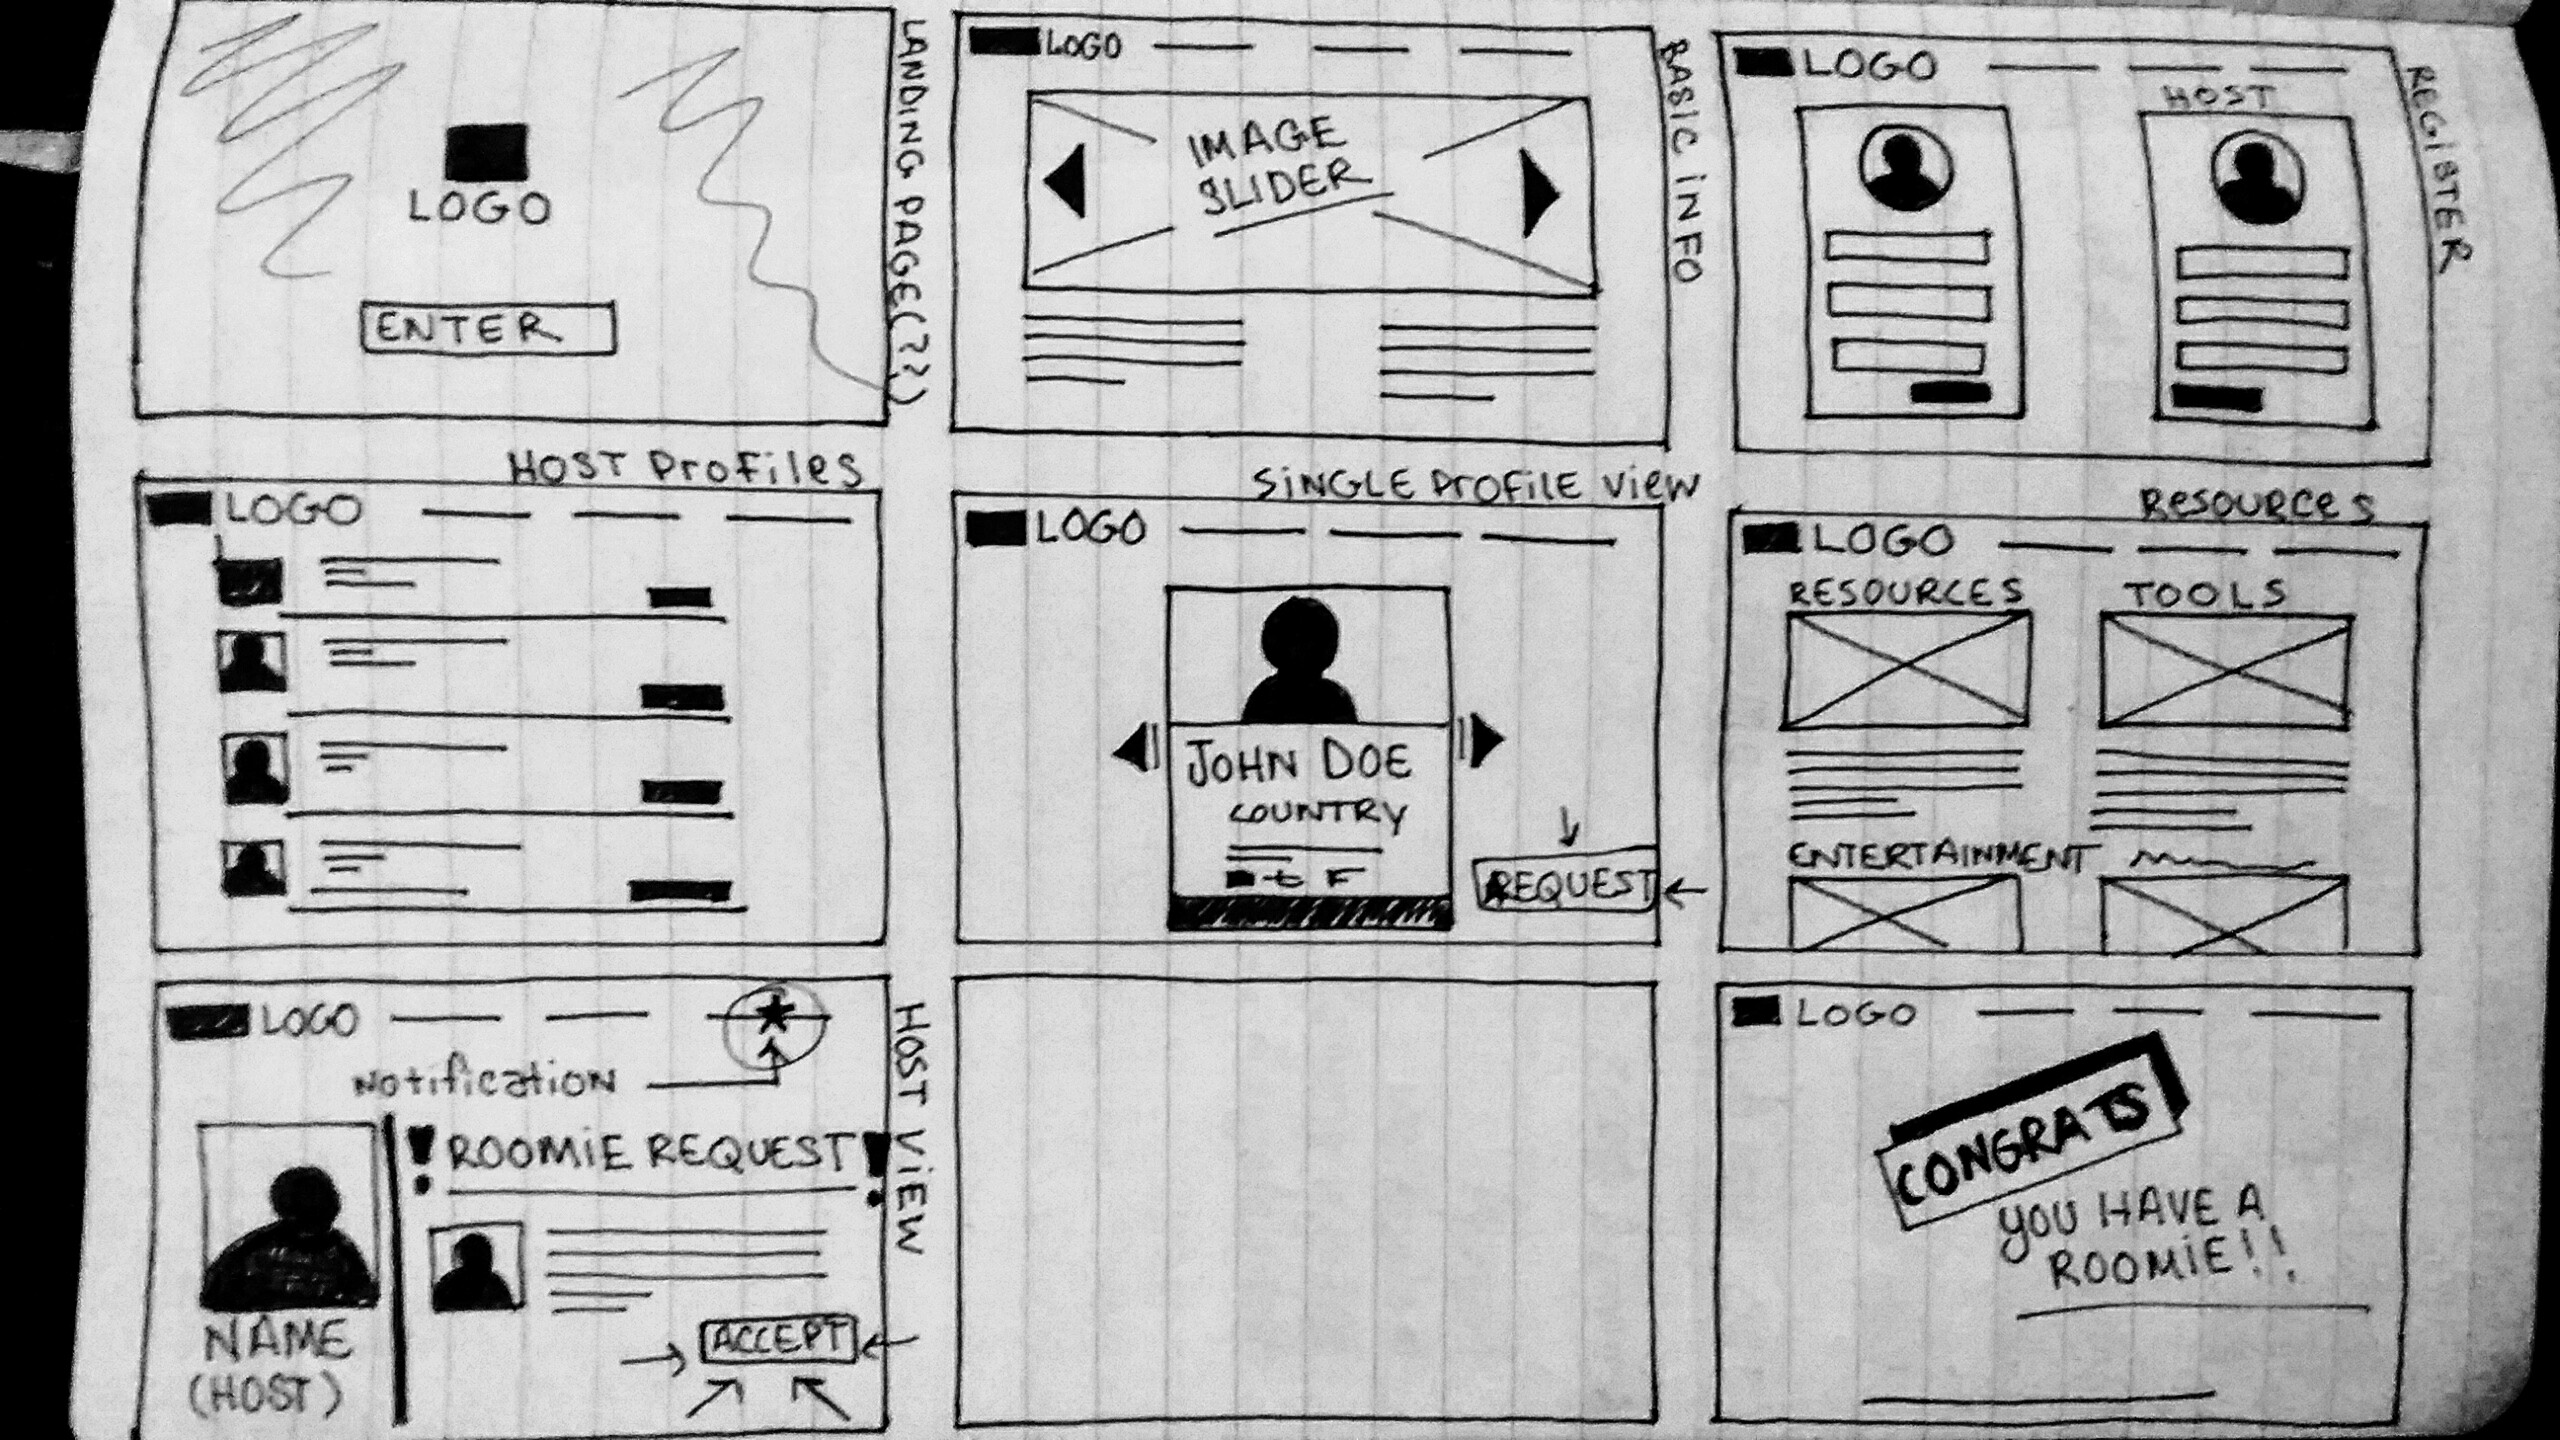 LOGO
ENTER
LANDING PAGE(???)
LOGO
IMAGE
SLIDER
BASIC INFO
LOGO
HOST
REGISTER
HOST Profiles
LOGO
SINGLE PROFILE VIEW
LOGO
JOHN DOE
COUNTRY
t F
REQUEST
RESOURCES
LOGO
RESOURCES
TOOLS
ENTERTAINMENT
LOGO
Notification
! ROOMIE REQUEST !
NAME
(HOST)
ACCEPT
HOST VIEW
LOGO
CONGRATS
YOU HAVE A
ROOMIE!!